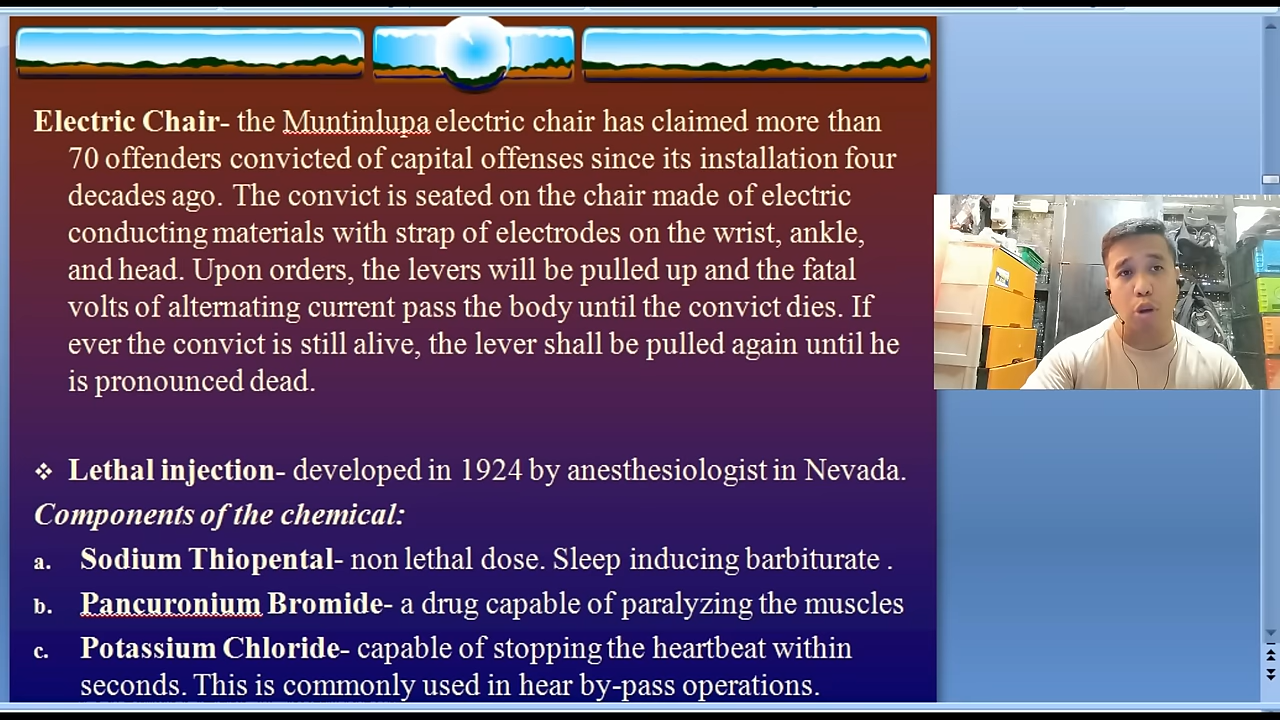 Electric Chair- the Muntinlupa electric chair has claimed more than
70 offenders convicted of capital offenses since its installation four
decades ago. The convict is seated on the chair made of electric
conducting materials with strap of electrodes on the wrist, ankle,
and head. Upon orders, the levers will be pulled up and the fatal
volts of alternating current pass the body until the convict dies. If
ever the convict is still alive, the lever shall be pulled again until he
is pronounced dead.
❖ Lethal injection- developed in 1924 by anesthesiologist in Nevada.
Components of the chemical:
a. Sodium Thiopental- non lethal dose. Sleep inducing barbiturate .
b. Pancuronium Bromide- a drug capable of paralyzing the muscles
c. Potassium Chloride- capable of stopping the heartbeat within
seconds. This is commonly used in hear by-pass operations.